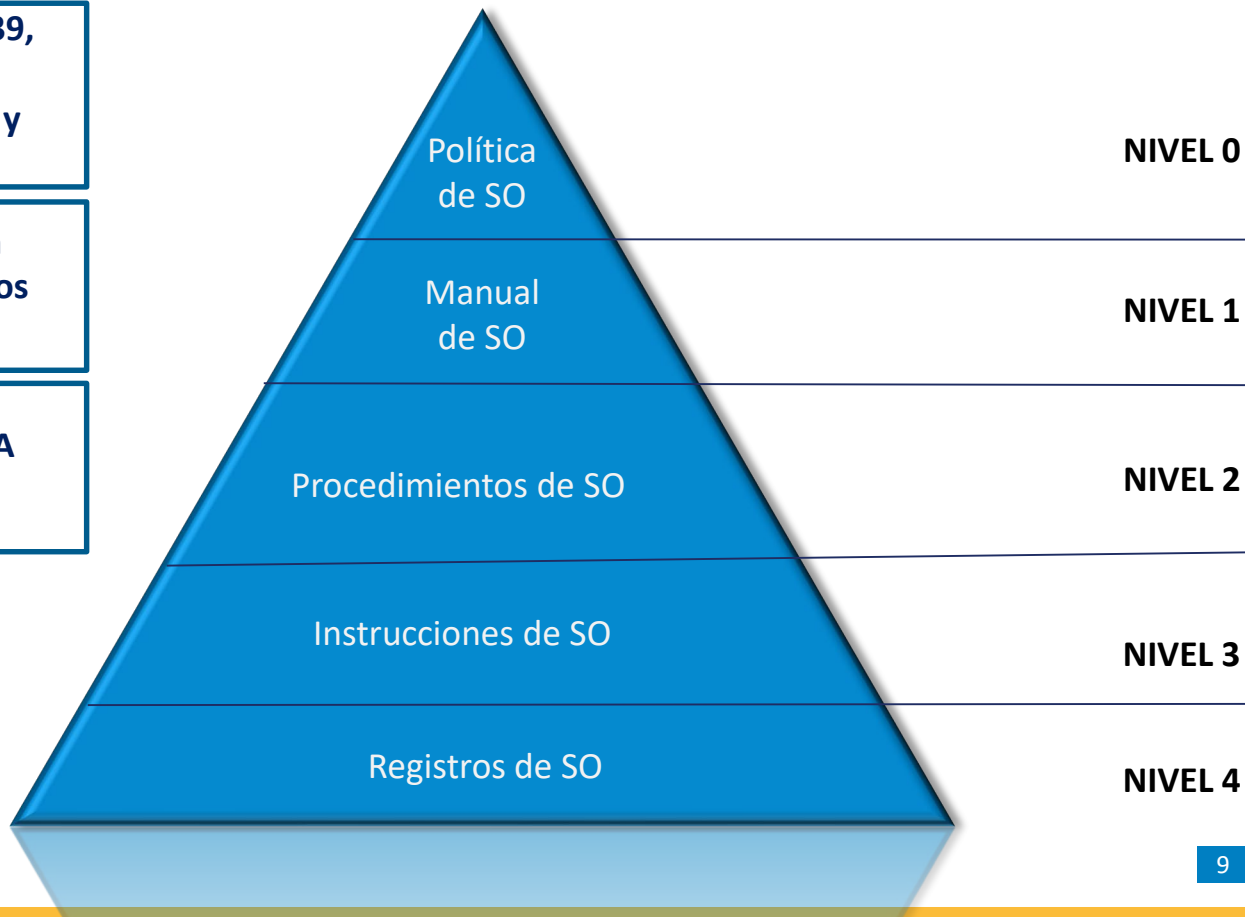 39,
y
os
A
Política
de SO
NIVEL 0
Manual
de SO
NIVEL 1
Procedimientos de SO
NIVEL 2
Instrucciones de SO
NIVEL 3
Registros de SO
NIVEL 4
9